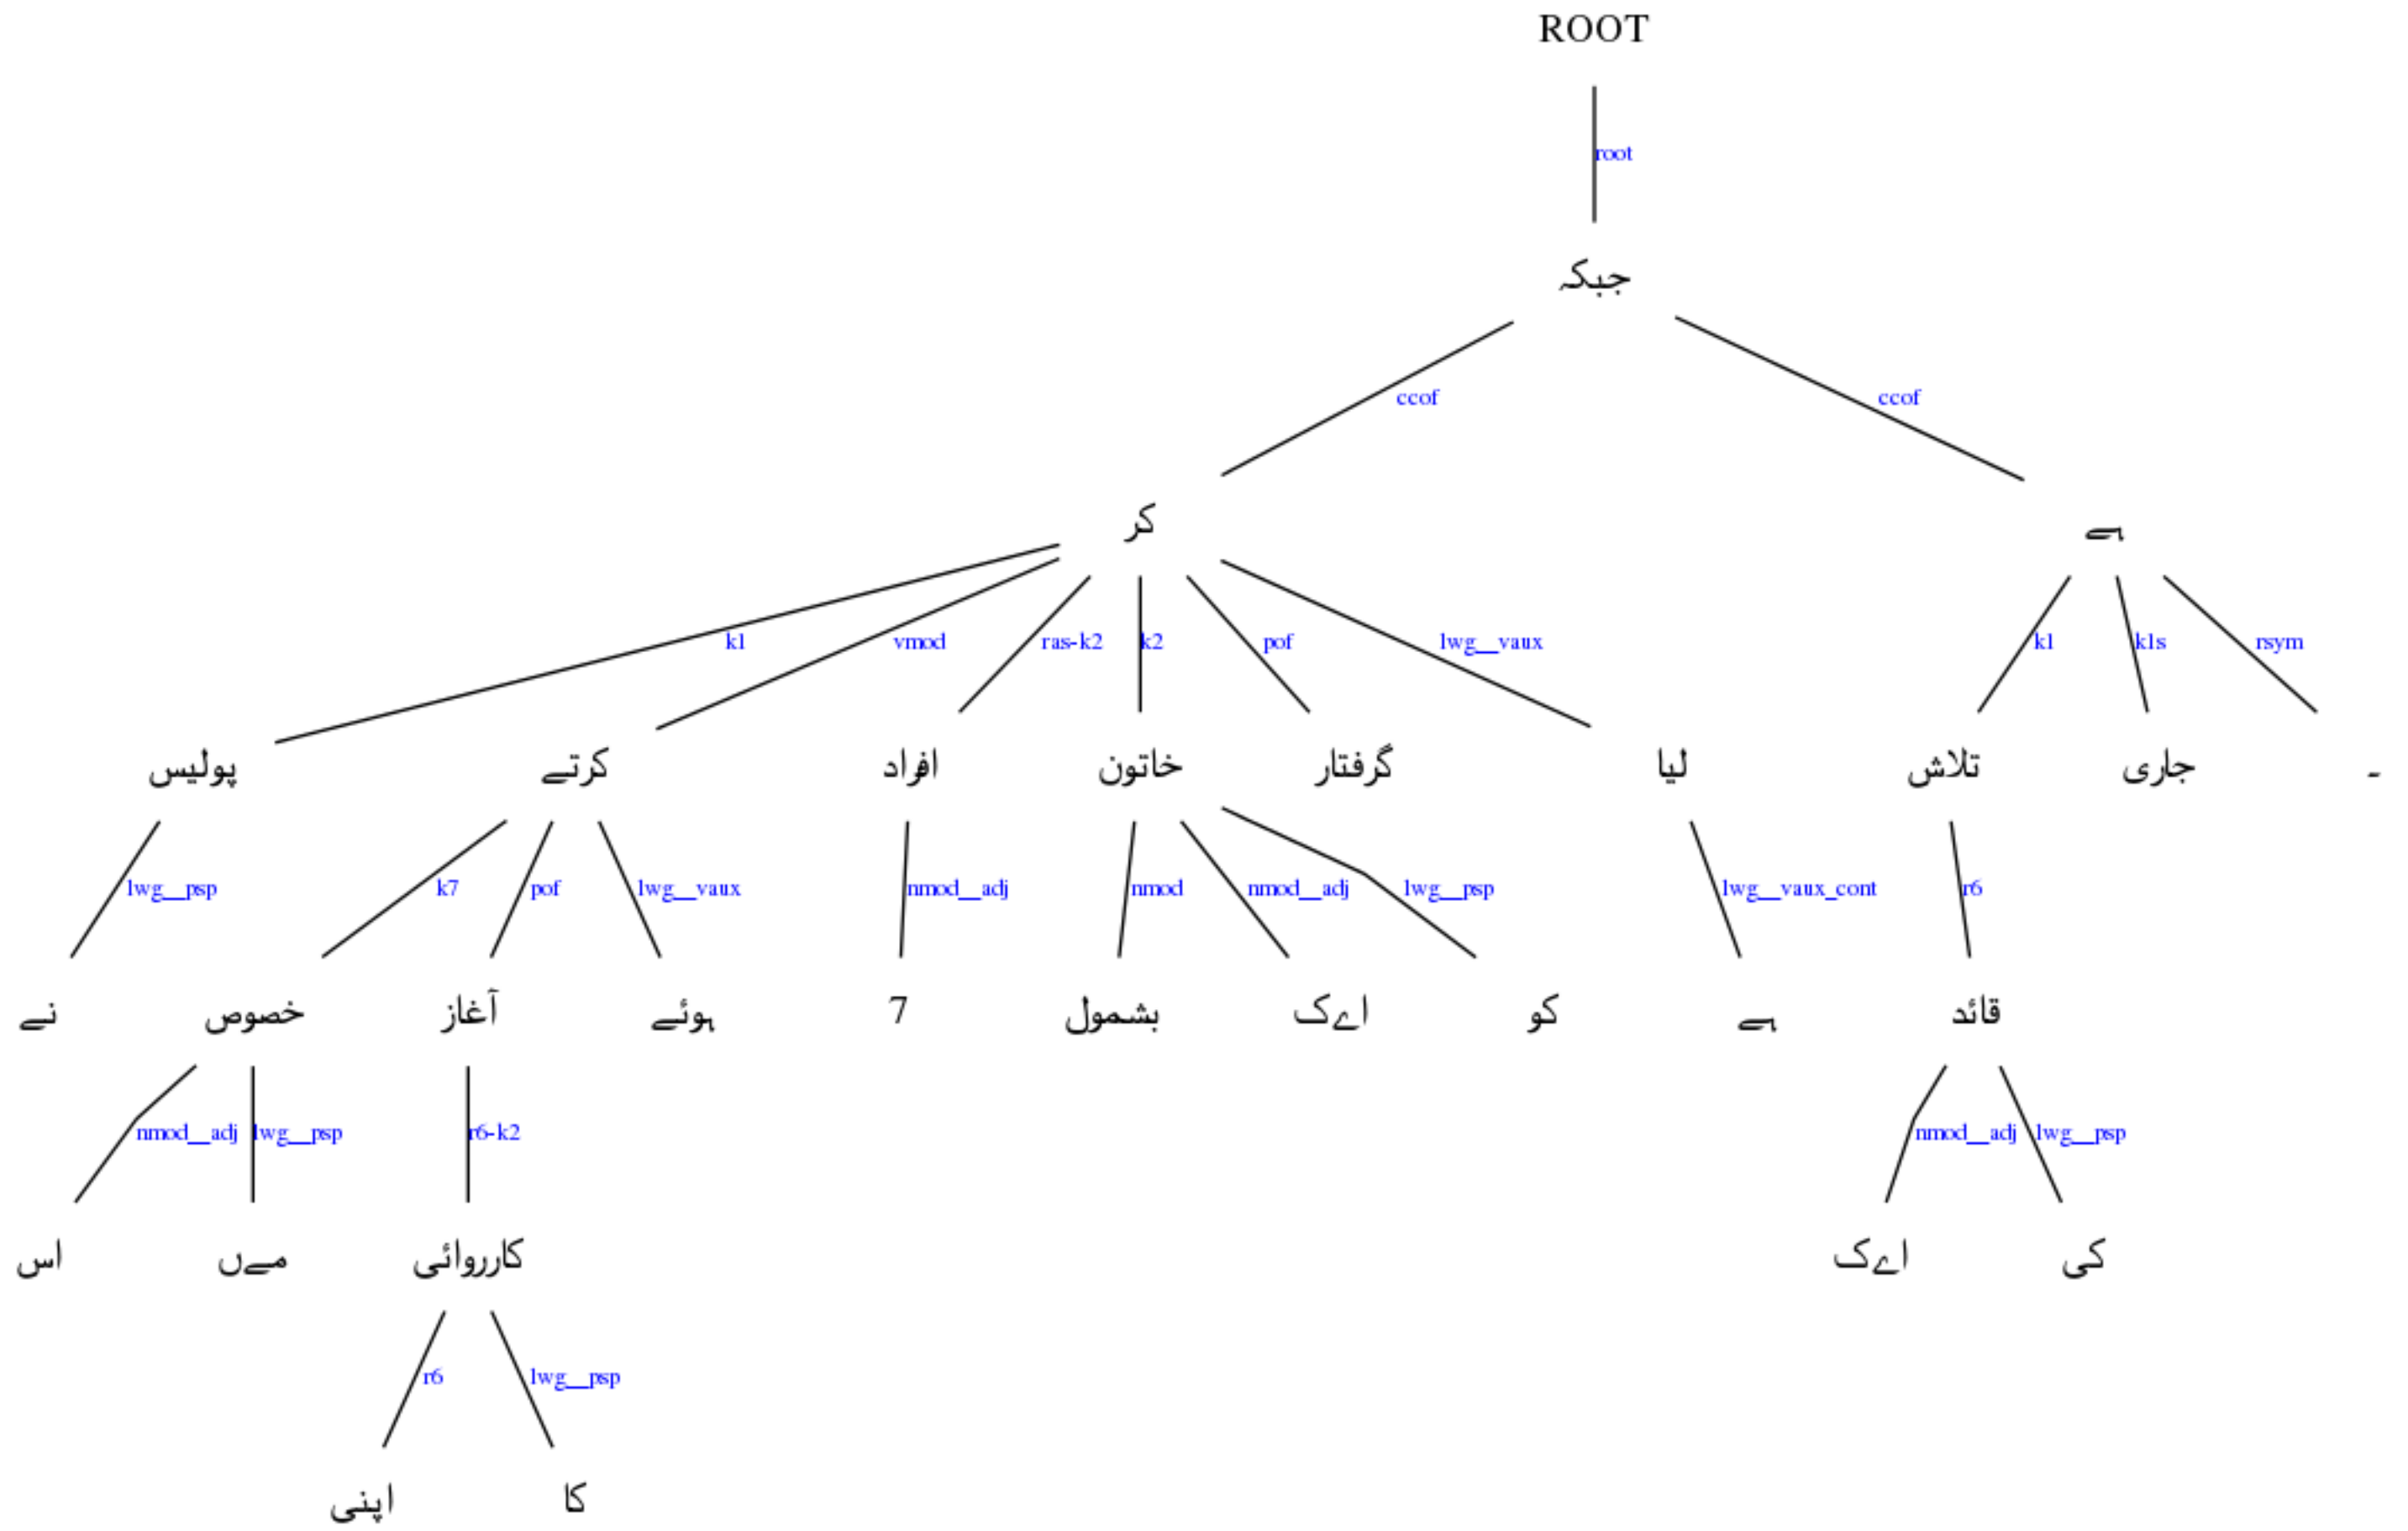 ROOT
root
جبکہ
ccof ccof
کر ہے
k1 vmod ras-k2 k2 pof lwg__vaux k1 k1s rsym
پولیس کرتے افراد خاتون گرفتار لیا تلاش جاری ۔
lwg__psp k7 pof lwg__vaux nmod__adj nmod nmod__adj lwg__psp lwg__vaux_cont r6
نے خصوص آغاز ہوئے 7 بشمول اےک کو ہے قائد
nmod__adj lwg__psp r6-k2 nmod__adj lwg__psp
اس مےں کارروائی اےک کی
r6 lwg__psp
اپنی کا